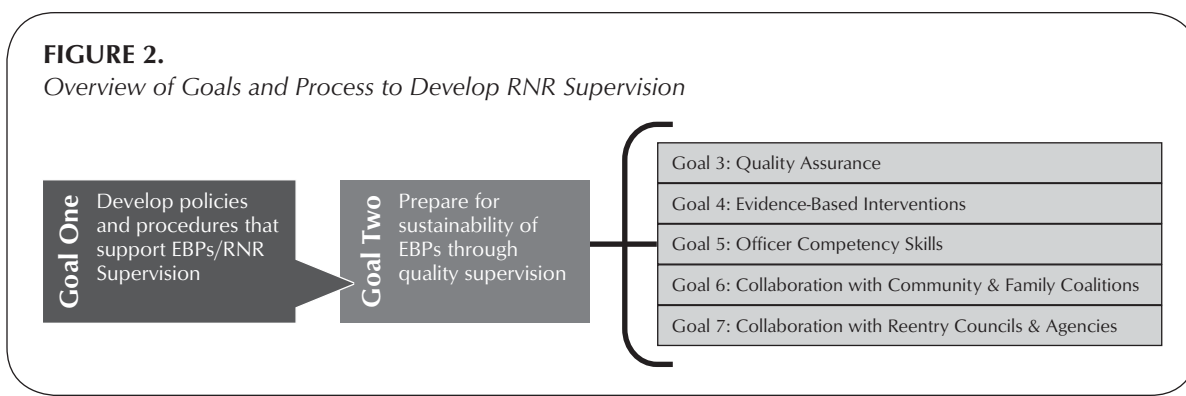 FIGURE 2.
Overview of Goals and Process to Develop RNR Supervision
Goal One
Develop policies
and procedures that
support EBPs/RNR
Supervision
Goal Two
Prepare for
sustainability of
EBPs through
quality supervision
Goal 3: Quality Assurance
Goal 4: Evidence-Based Interventions
Goal 5: Officer Competency Skills
Goal 6: Collaboration with Community & Family Coalitions
Goal 7: Collaboration with Reentry Councils & Agencies